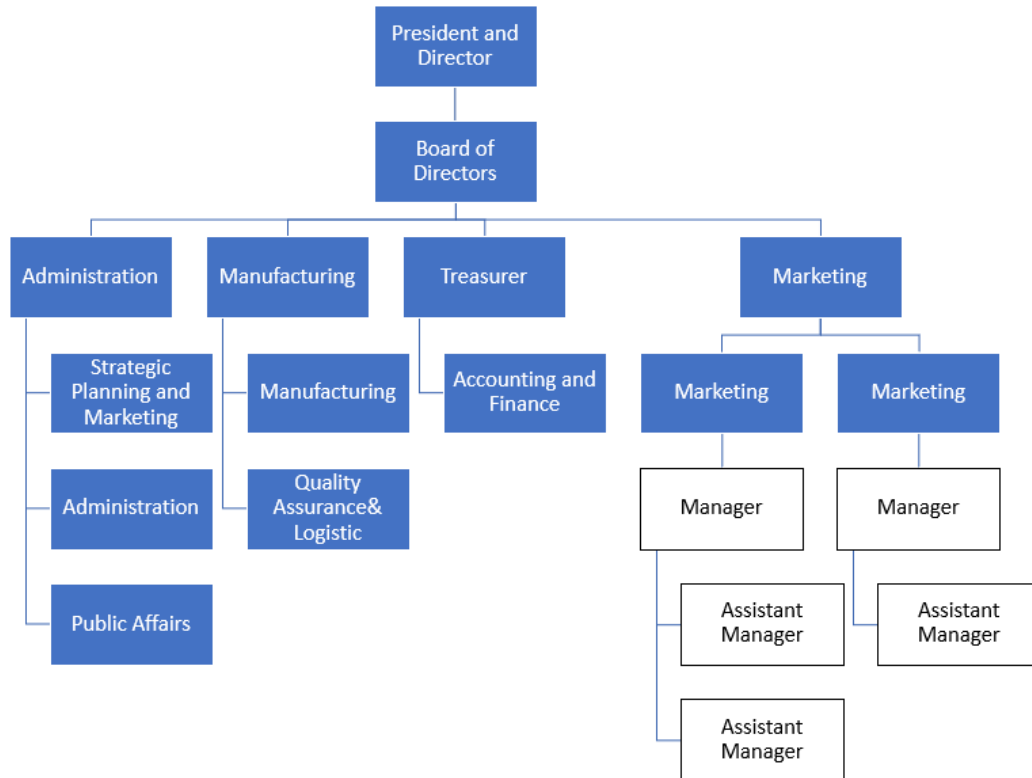 President and
Director
Board of
Directors
Administration
Manufacturing
Treasurer
Marketing
Strategic
Planning and
Marketing
Manufacturing
Accounting and
Finance
Marketing
Marketing
Administration
Quality
Assurance&
Logistic
Manager
Manager
Public Affairs
Assistant
Manager
Assistant
Manager
Assistant
Manager